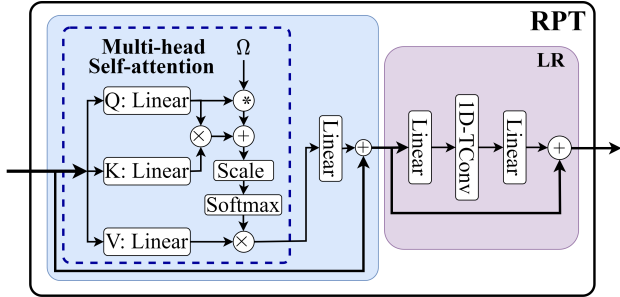 RPT
Multi-head
Self-attention
Ω
LR
Q: Linear
*
×
+
K: Linear
Scale
Softmax
V: Linear
×
Linear
+
Linear
1D-TConv
Linear
+